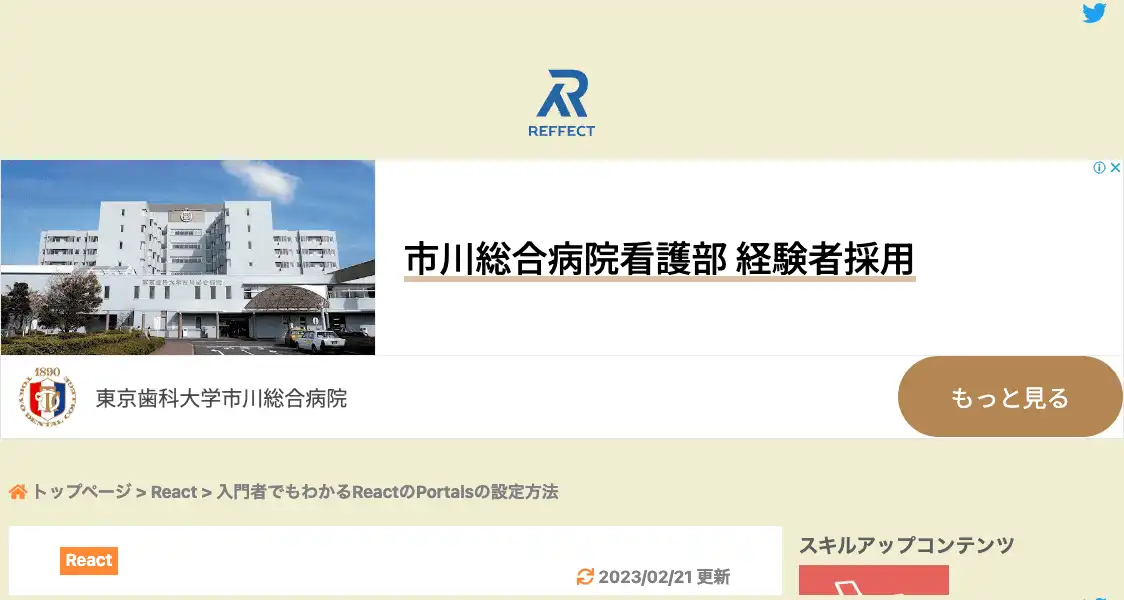 REFFECT
市川総合病院看護部 経験者採用
1890
東京歯科大学市川総合病院
もっと見る
トップページ > React > 入門者でもわかるReactのPortalsの設定方法
React
2023/02/21 更新
スキルアップコンテンツ